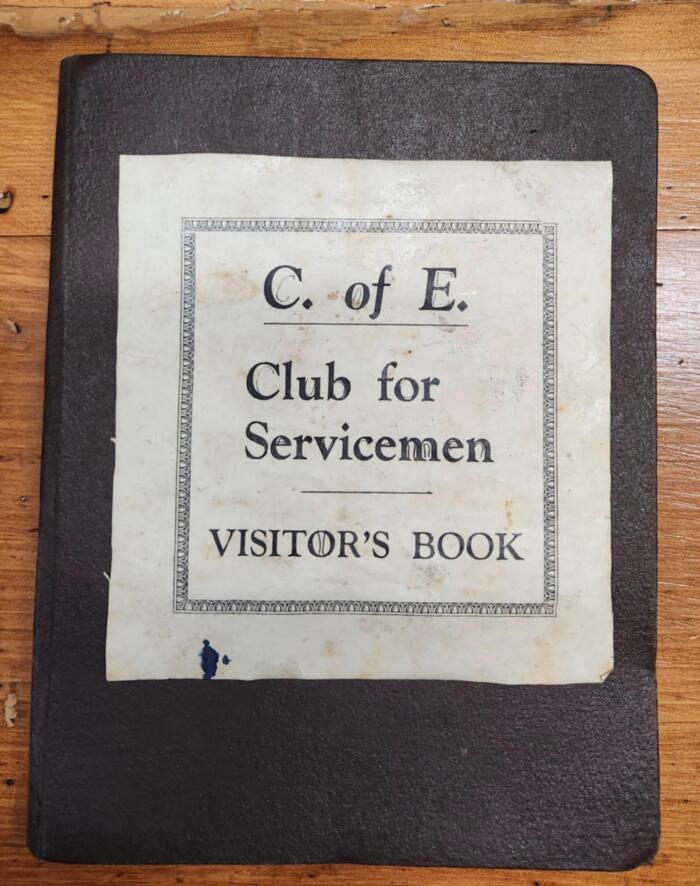 C. of E.
Club for
Servicemen
VISITOR'S BOOK